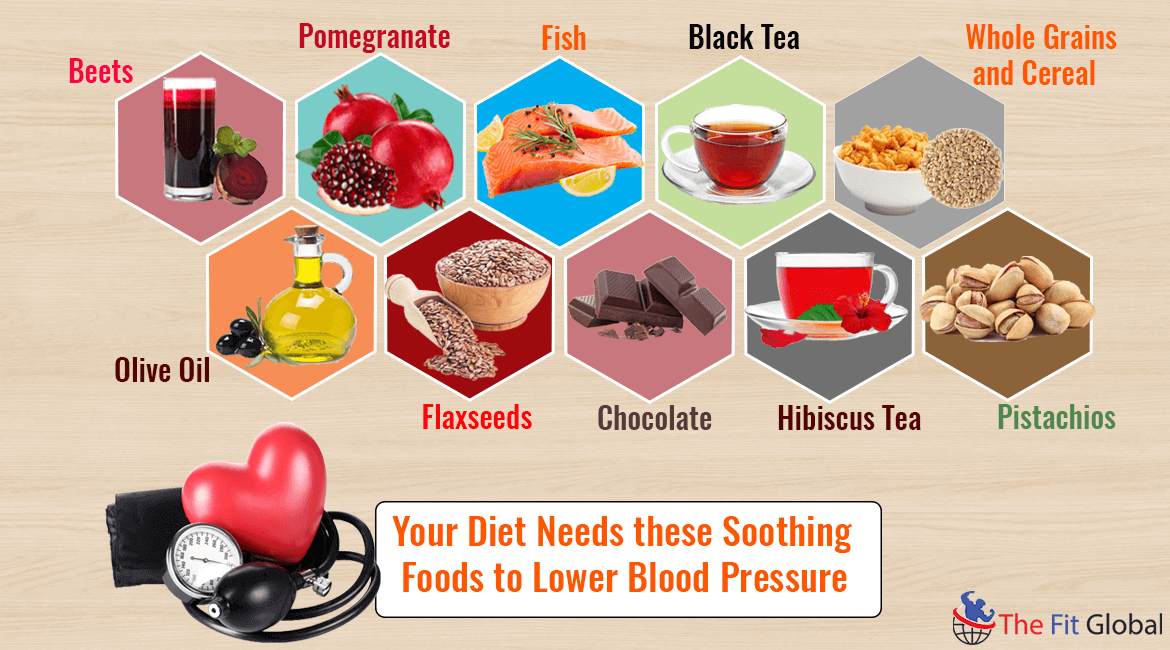 Beets
Pomegranate
Fish
Black Tea
Whole Grains
and Cereal
Olive Oil
Flaxseeds
Chocolate
Hibiscus Tea
Pistachios
Your Diet Needs these Soothing
Foods to Lower Blood Pressure
The Fit Global